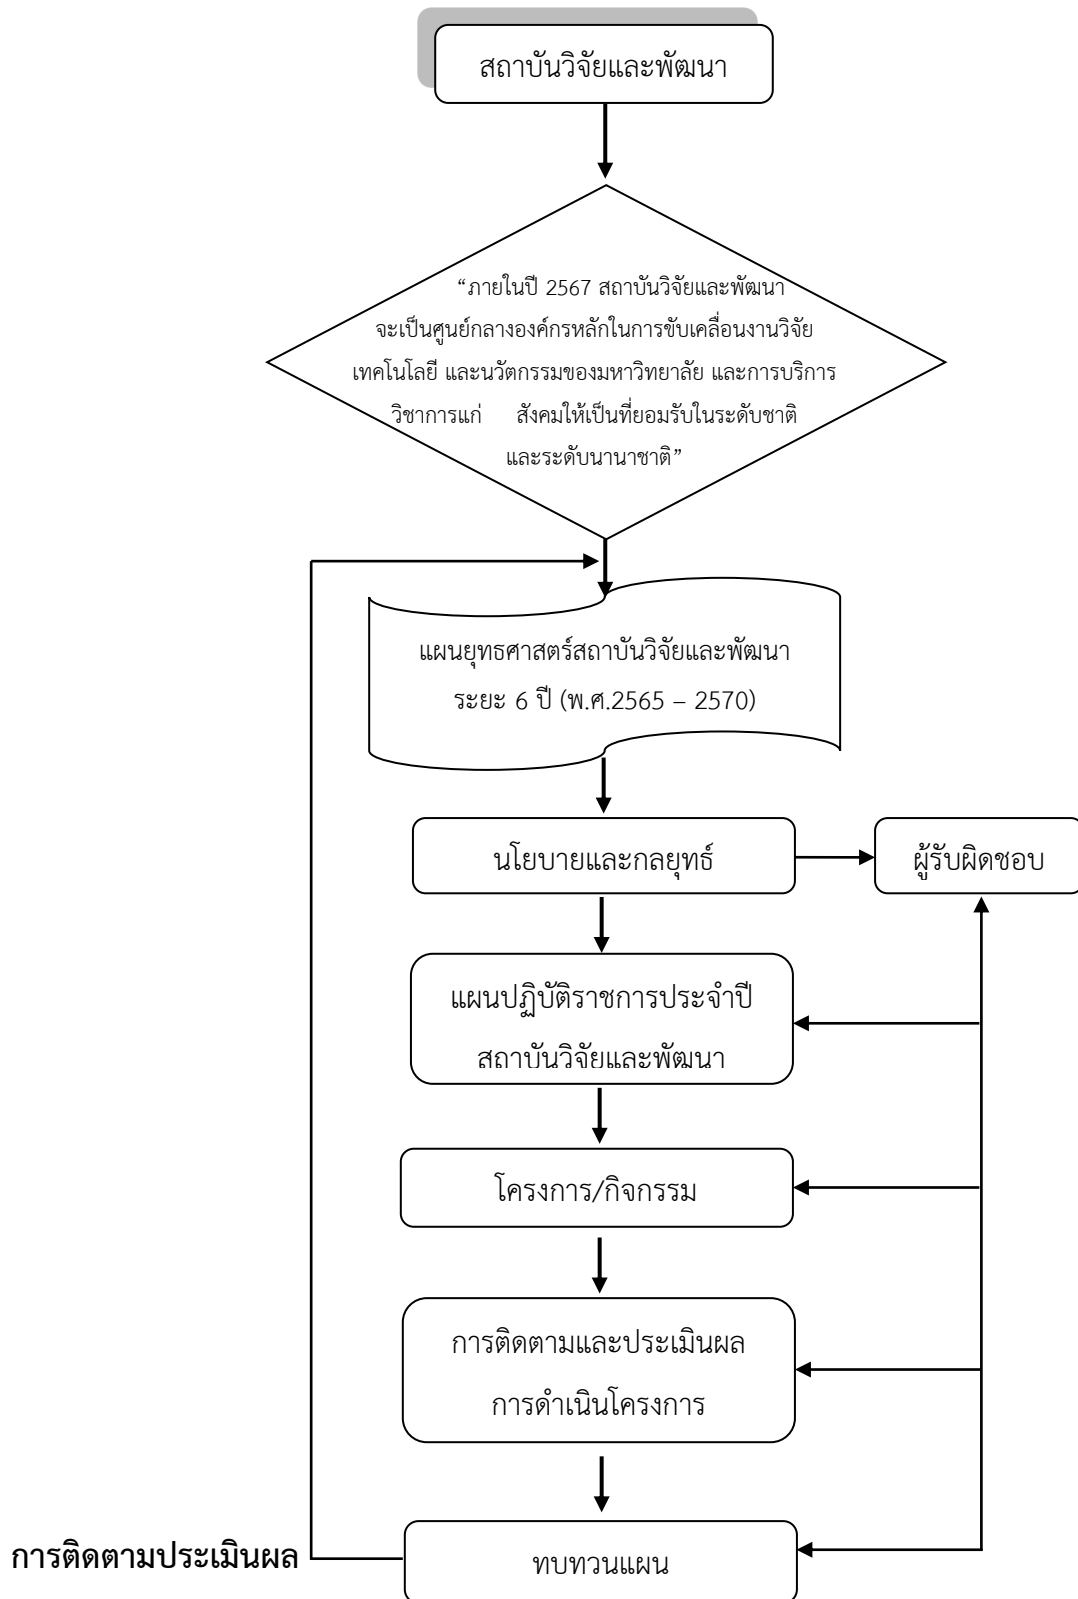 สถาบันวิจัยและพัฒนา
“ภายในปี 2567 สถาบันวิจัยและพัฒนา
จะเป็นศูนย์กลางองค์กรหลักในการขับเคลื่อนงานวิจัย
เทคโนโลยี และนวัตกรรมของมหาวิทยาลัย และการบริการ
วิชาการแก่ สังคมให้เป็นที่ยอมรับในระดับชาติ
และระดับนานาชาติ”
แผนยุทธศาสตร์สถาบันวิจัยและพัฒนา
ระยะ 6 ปี (พ.ศ.2565 – 2570)
นโยบายและกลยุทธ์
ผู้รับผิดชอบ
แผนปฏิบัติราชการประจำปี
สถาบันวิจัยและพัฒนา
โครงการ/กิจกรรม
การติดตามและประเมินผล
การดำเนินโครงการ
การติดตามประเมินผล
ทบทวนแผน